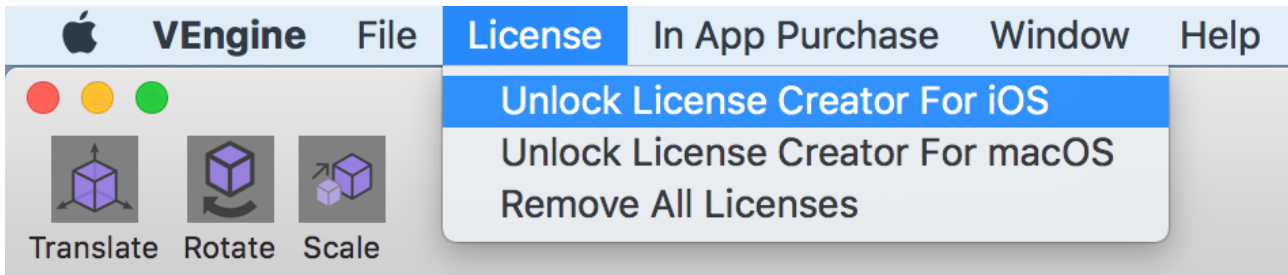 VEngine File License In App Purchase Window Help
Unlock License Creator For iOS
Unlock License Creator For macOS
Remove All Licenses
Translate Rotate Scale